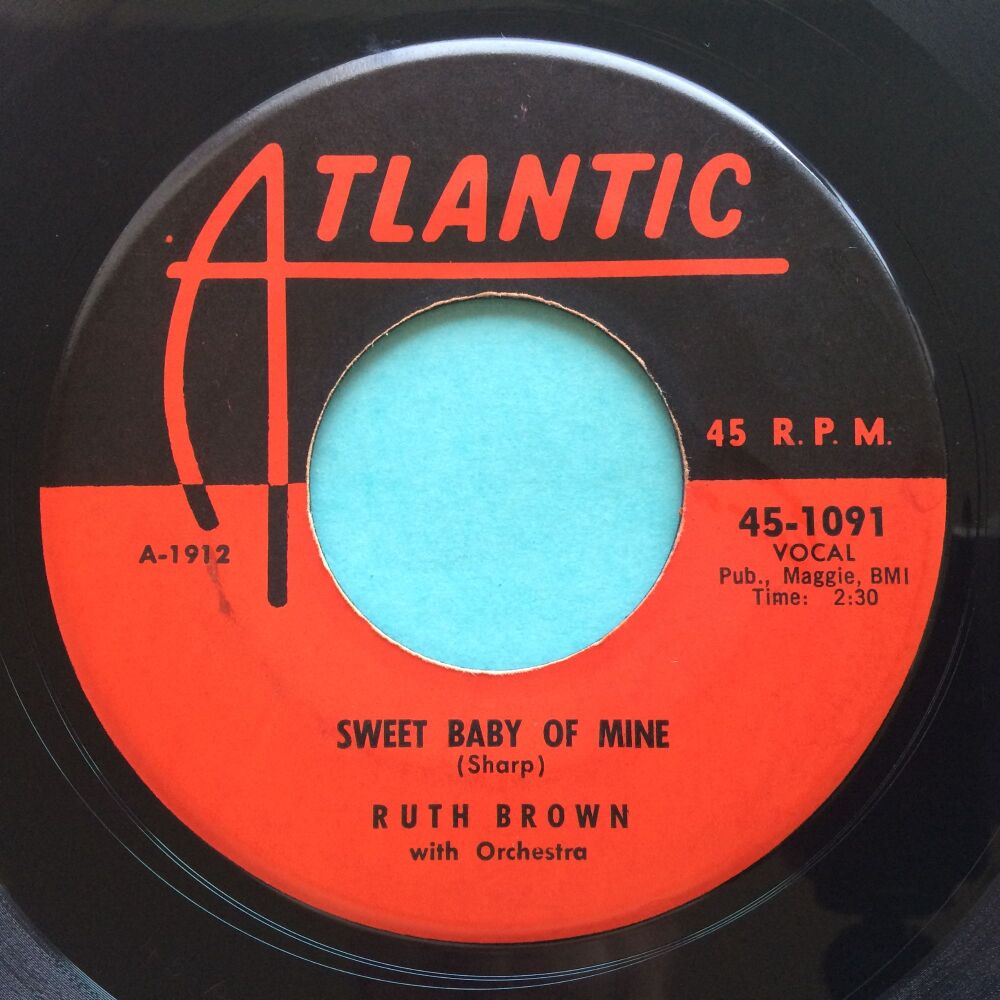 ATLANTIC
45 R.P.M.
A-1912
45-1091
VOCAL
Pub., Maggie, BMI
Time: 2:30
SWEET BABY OF MINE
(Sharp)
RUTH BROWN
with Orchestra